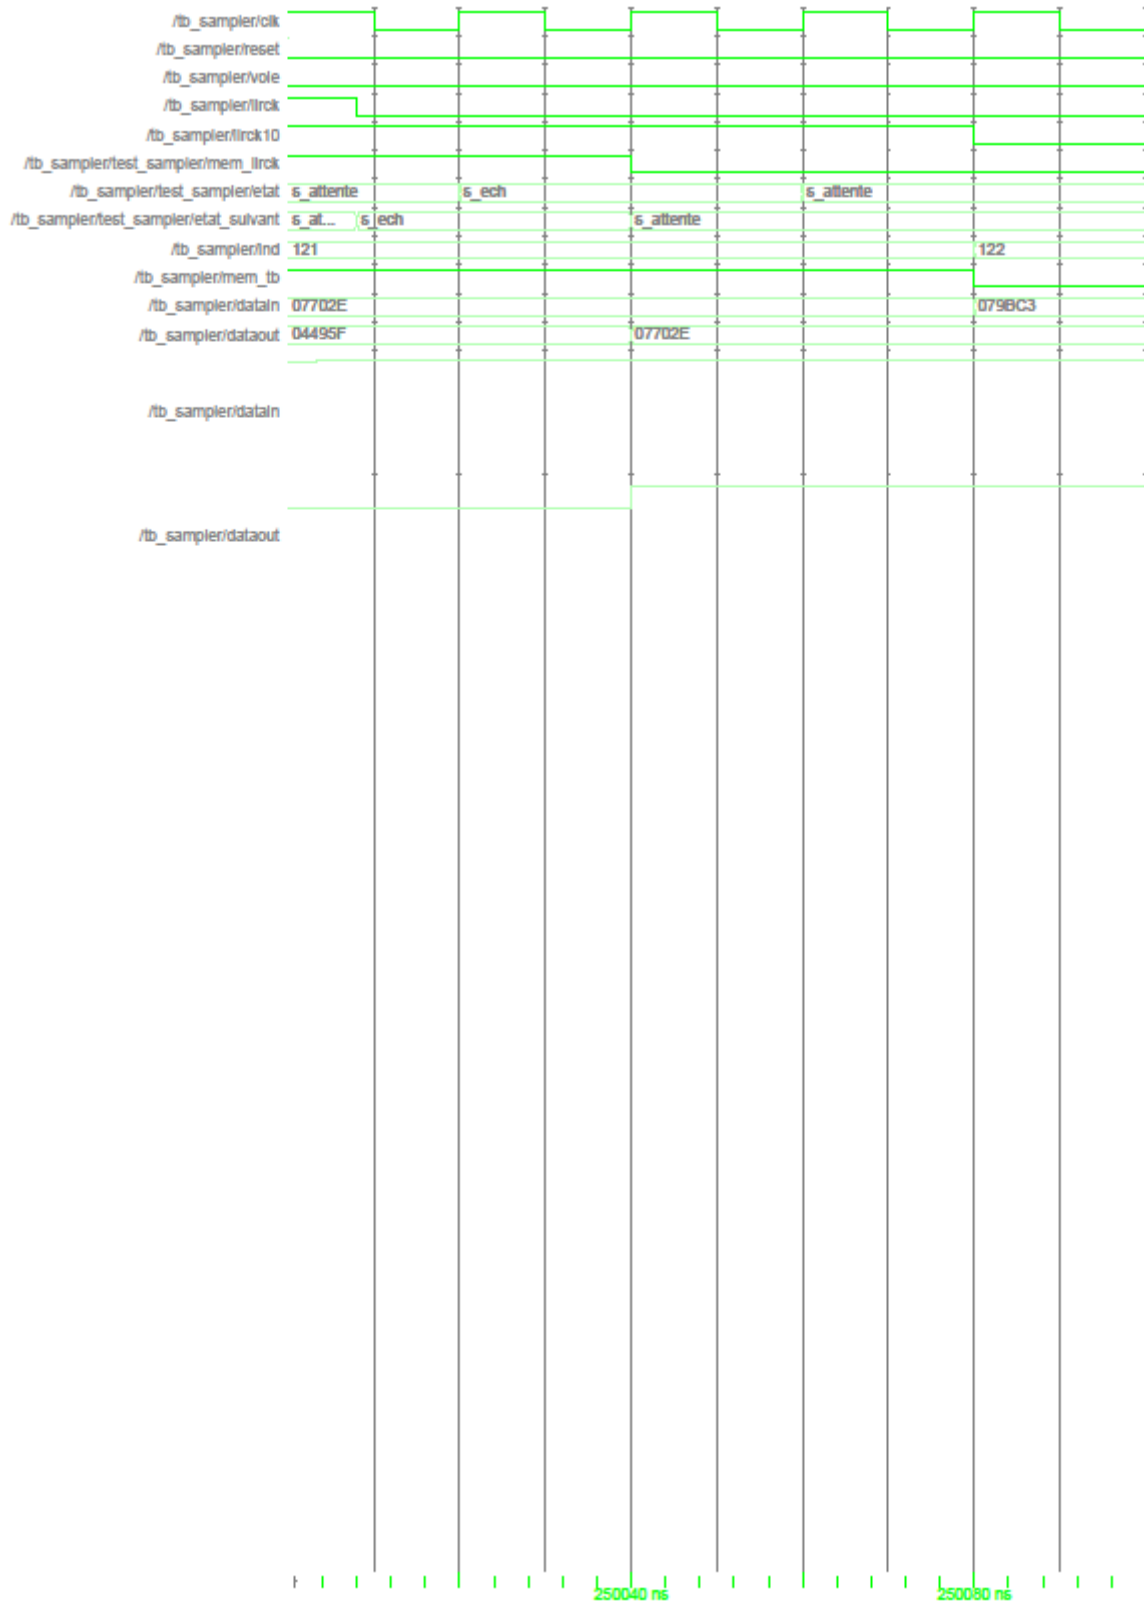 /tb_sampler/clk
/tb_sampler/reset
/tb_sampler/voie
/tb_sampler/lrck
/tb_sampler/lrck10
/tb_sampler/test_sampler/mem_lrck
/tb_sampler/test_sampler/etat s_attente s_ech s_attente
/tb_sampler/test_sampler/etat_suivant s_at... s_ech s_attente
/tb_sampler/ind 121 122
/tb_sampler/mem_tb
/tb_sampler/datain 07702E 079BC3
/tb_sampler/dataout 04495F 07702E
/tb_sampler/datain
/tb_sampler/dataout
250040 ns 250080 ns